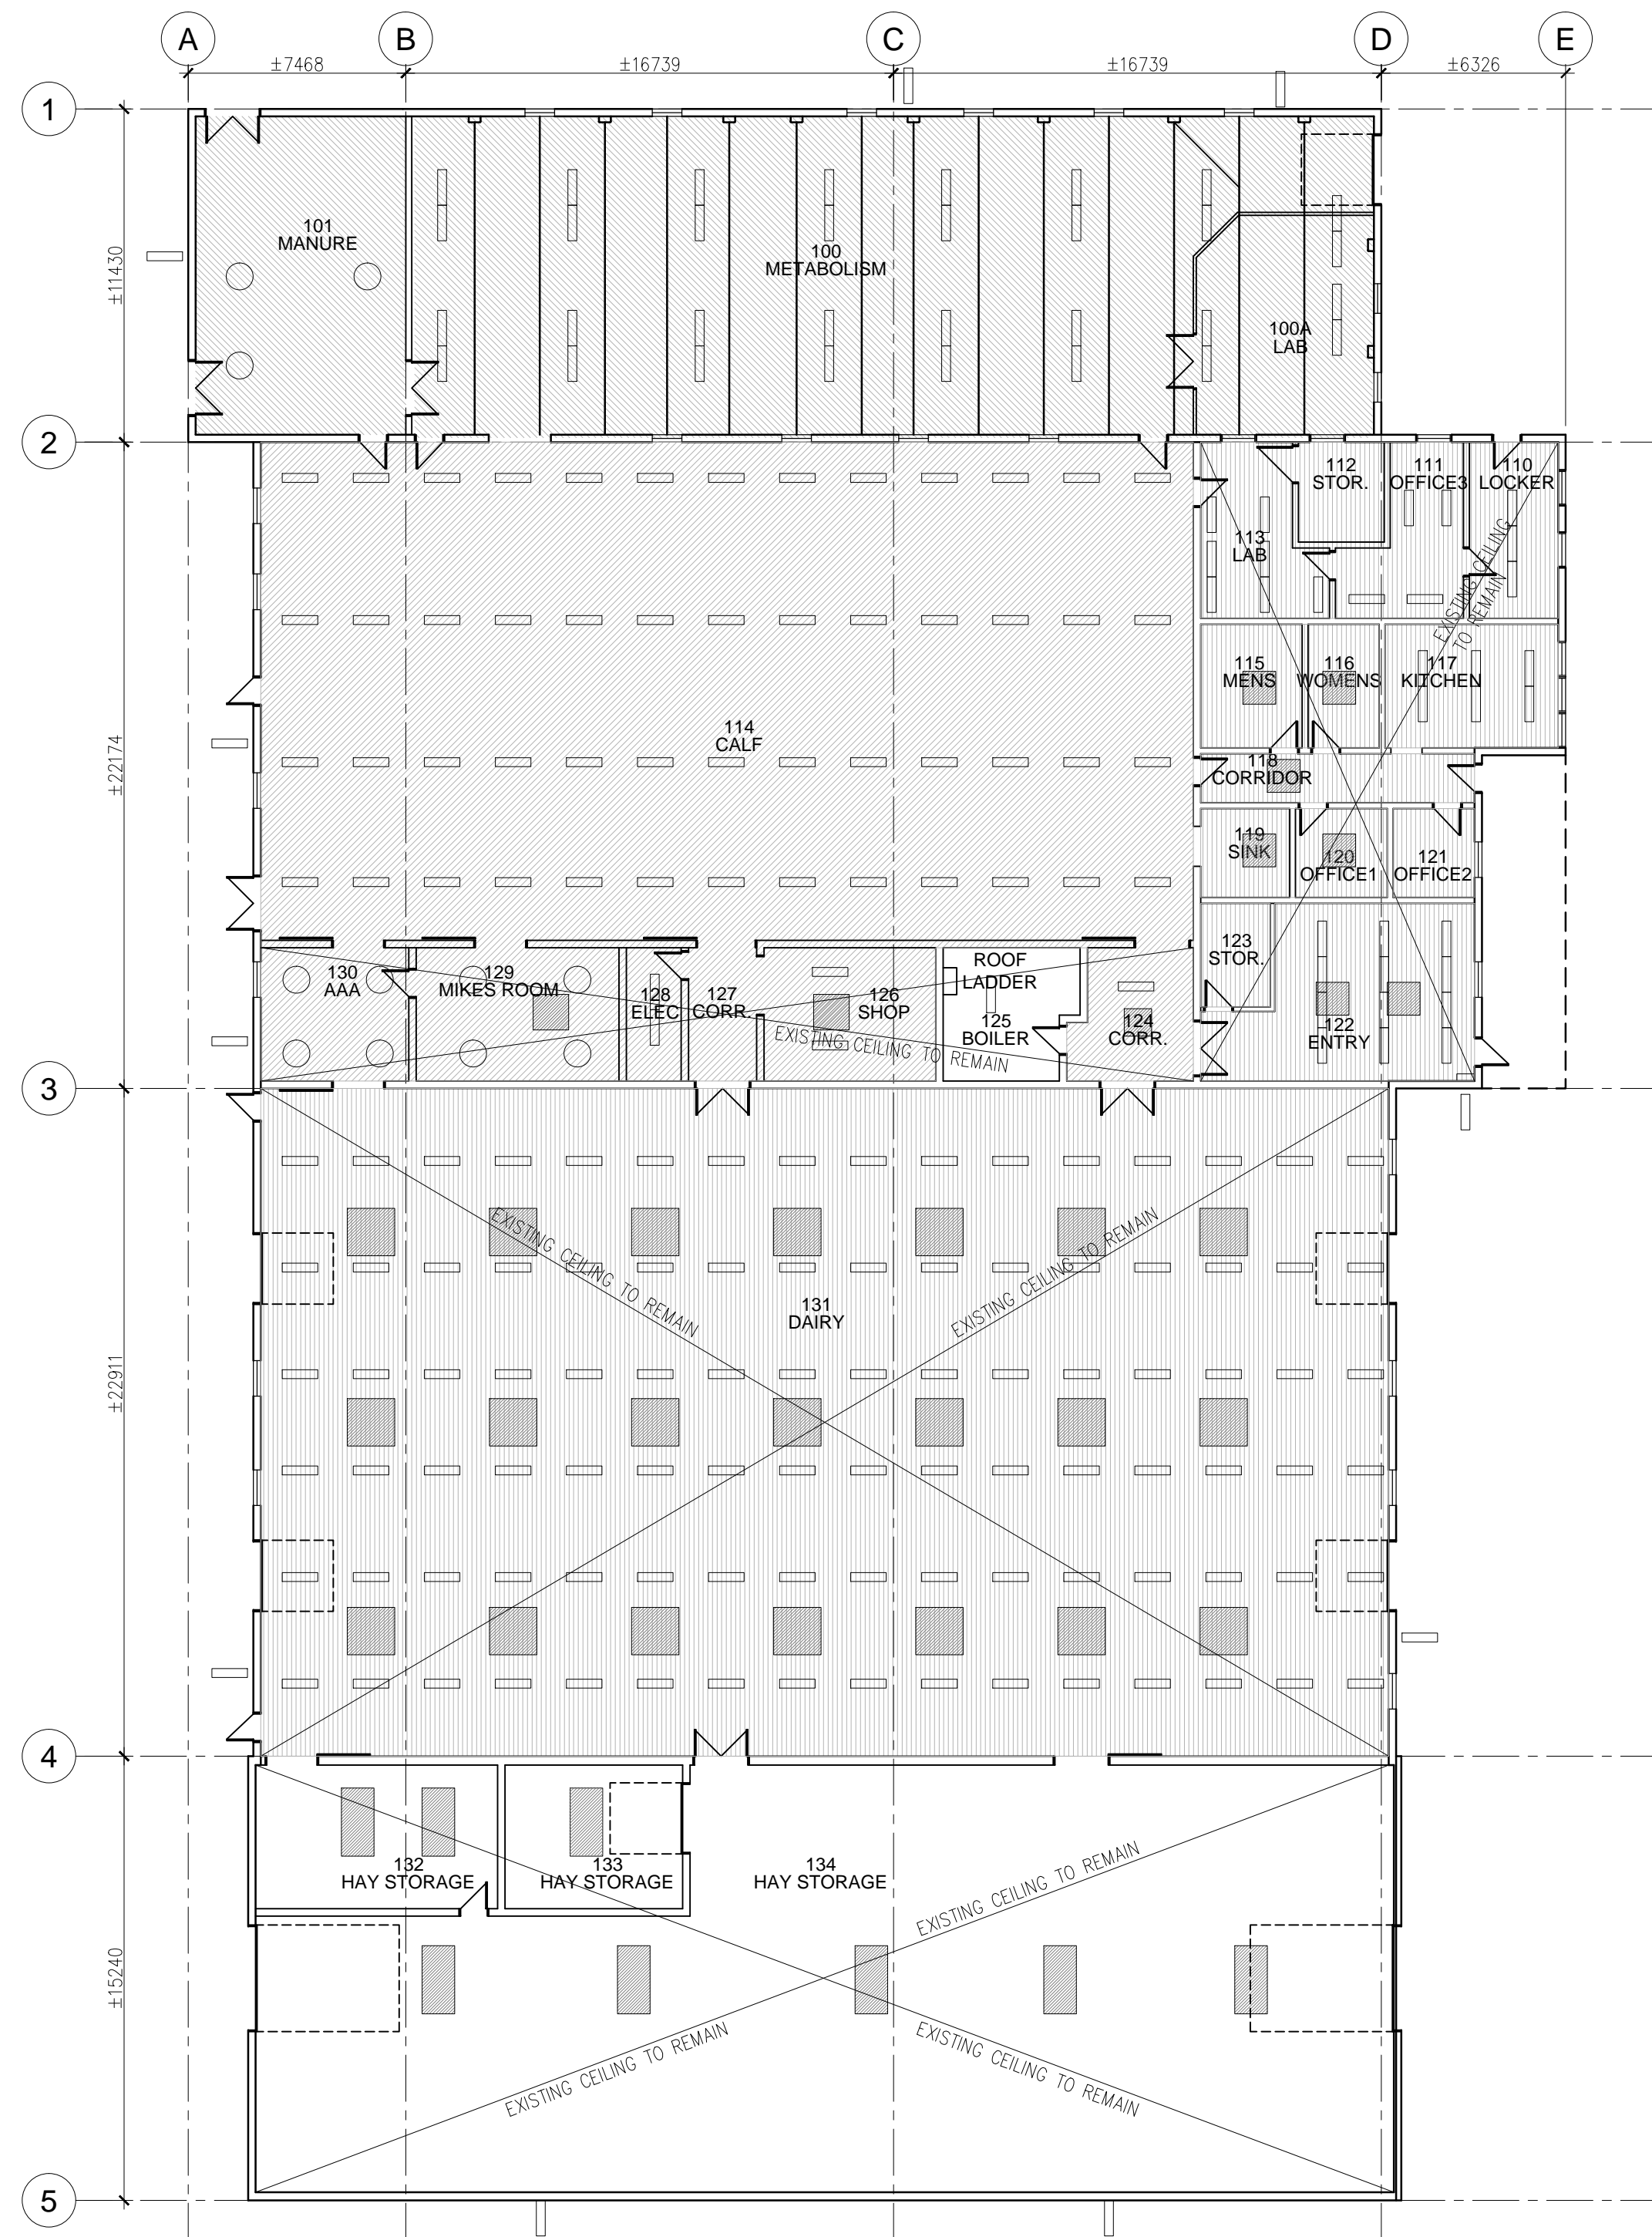 A
B
C
D
E
±7468
±16739
±16739
±6326
1
±11430
101
MANURE
100
METABOLISM
100A
LAB
2
±22174
112
STOR.
111
OFFICE3
110
LOCKER
113
LAB
EXISTING CEILING
TO REMAIN
115
MENS
116
WOMENS
117
KITCHEN
114
CALF
118
CORRIDOR
119
SINK
120
OFFICE1
121
OFFICE2
123
STOR.
130
AAA
129
MIKES ROOM
128
ELEC
127
CORR.
126
SHOP
ROOF
LADDER
125
BOILER
124
CORR.
122
ENTRY
EXISTING CEILING TO REMAIN
3
±22911
EXISTING CEILING TO REMAIN
EXISTING CEILING TO REMAIN
131
DAIRY
4
±15240
132
HAY STORAGE
133
HAY STORAGE
134
HAY STORAGE
EXISTING CEILING TO REMAIN
EXISTING CEILING TO REMAIN
EXISTING CEILING TO REMAIN
5